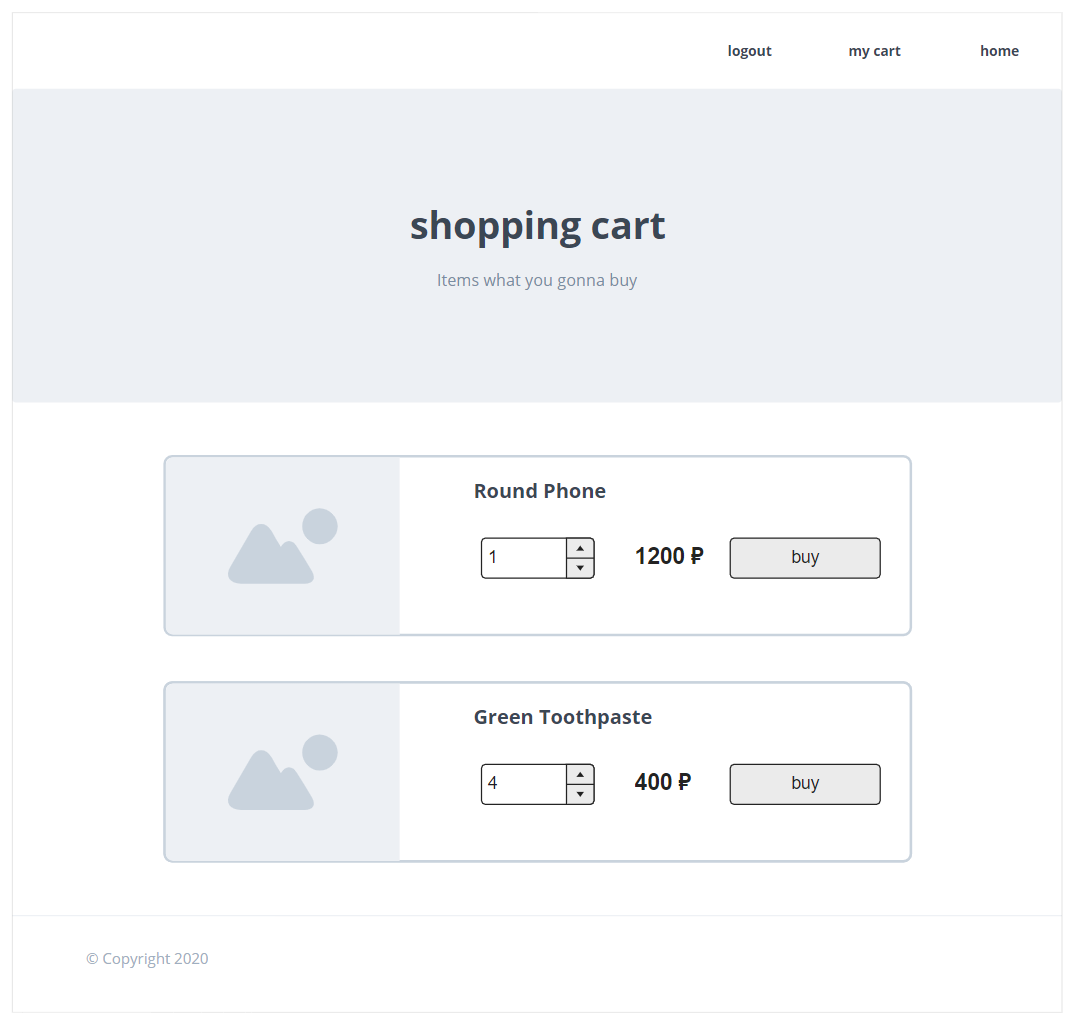 logout my cart home
shopping cart
Items what you gonna buy
Round Phone
1 1200 ₽ buy
Green Toothpaste
4 400 ₽ buy
© Copyright 2020